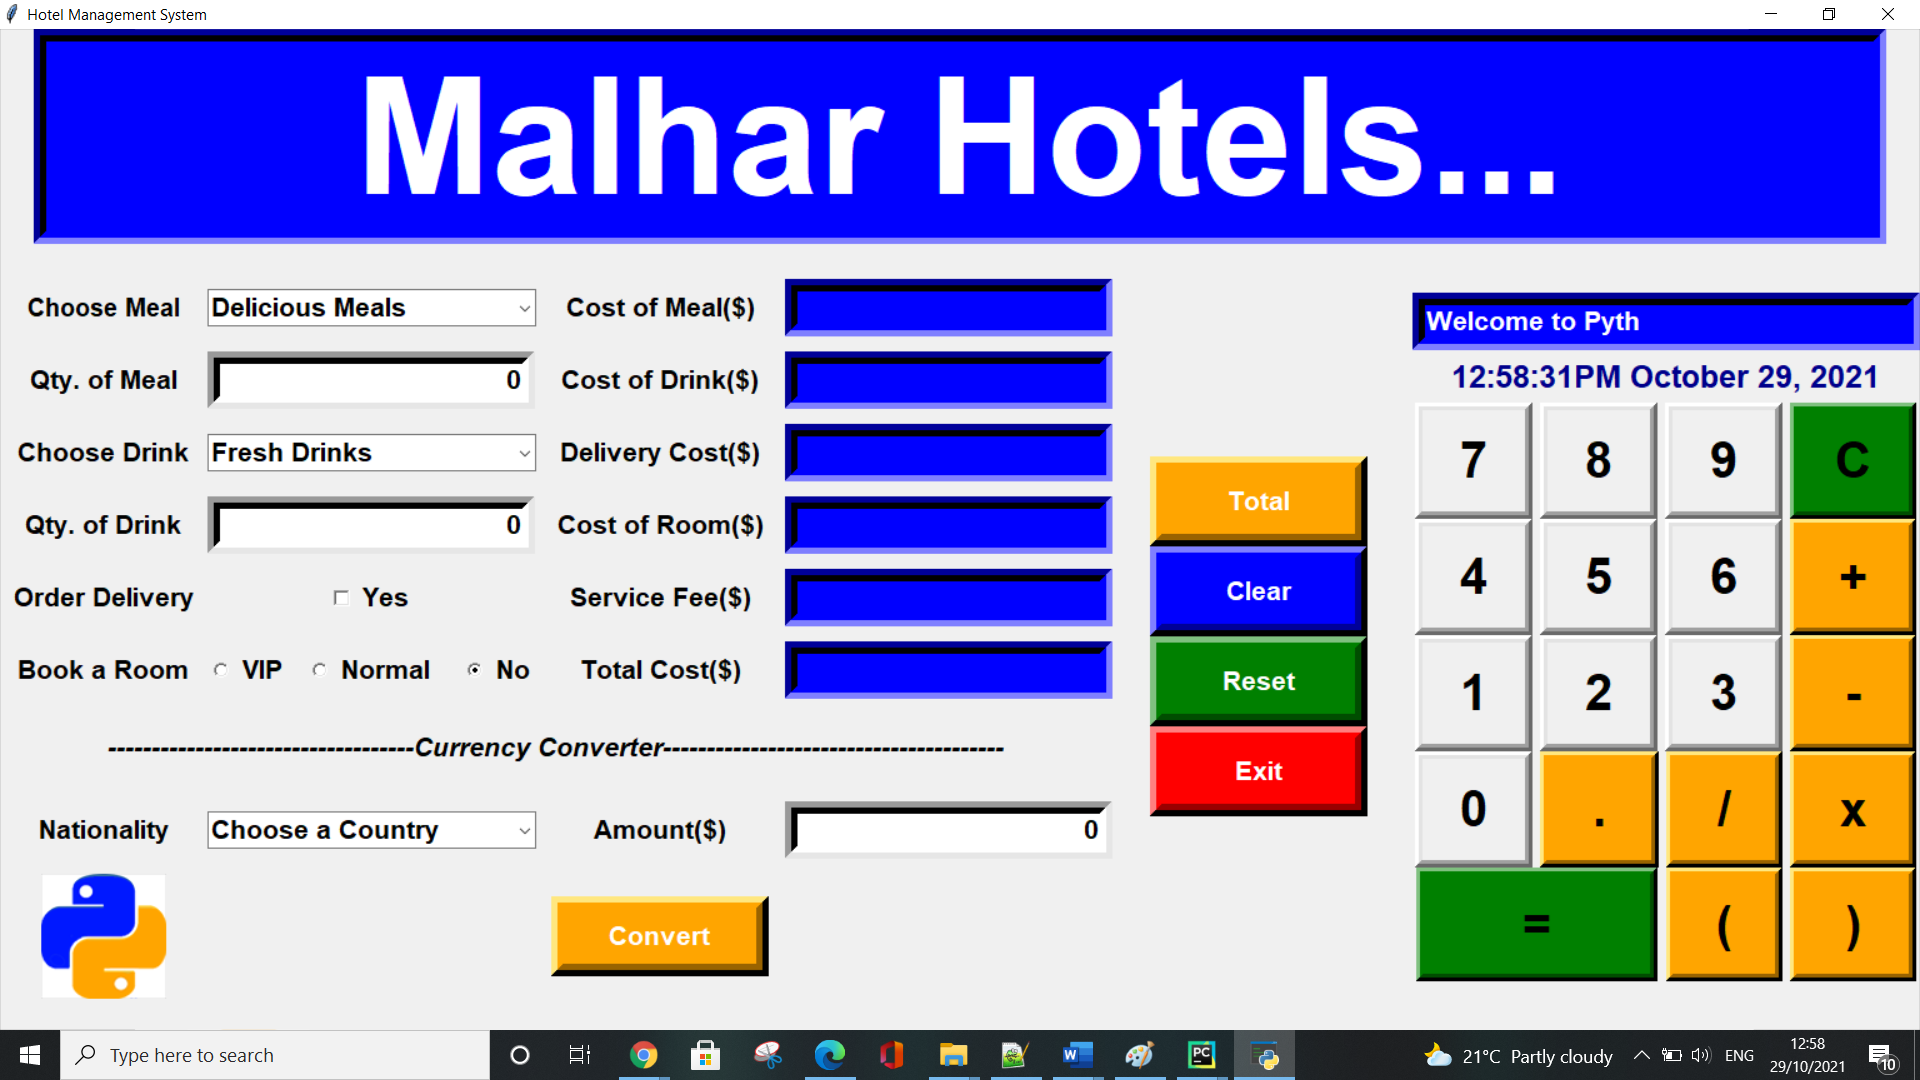 Hotel Management System
Malhar Hotels...
Choose Meal Delicious Meals Cost of Meal($)
Qty. of Meal 0 Cost of Drink($)
Choose Drink Fresh Drinks Delivery Cost($)
Qty. of Drink 0 Cost of Room($)
Order Delivery Yes Service Fee($)
Book a Room VIP Normal No Total Cost($)
-----------------------------------Currency Converter---------------------------------------
Nationality Choose a Country Amount($) 0
Convert
Total
Clear
Reset
Exit
Welcome to Pyth
12:58:31PM October 29, 2021
7 8 9 C
4 5 6 +
1 2 3 -
0 . / x
= ( )
Type here to search
PC
21°C Partly cloudy
ENG
12:58
29/10/2021
10